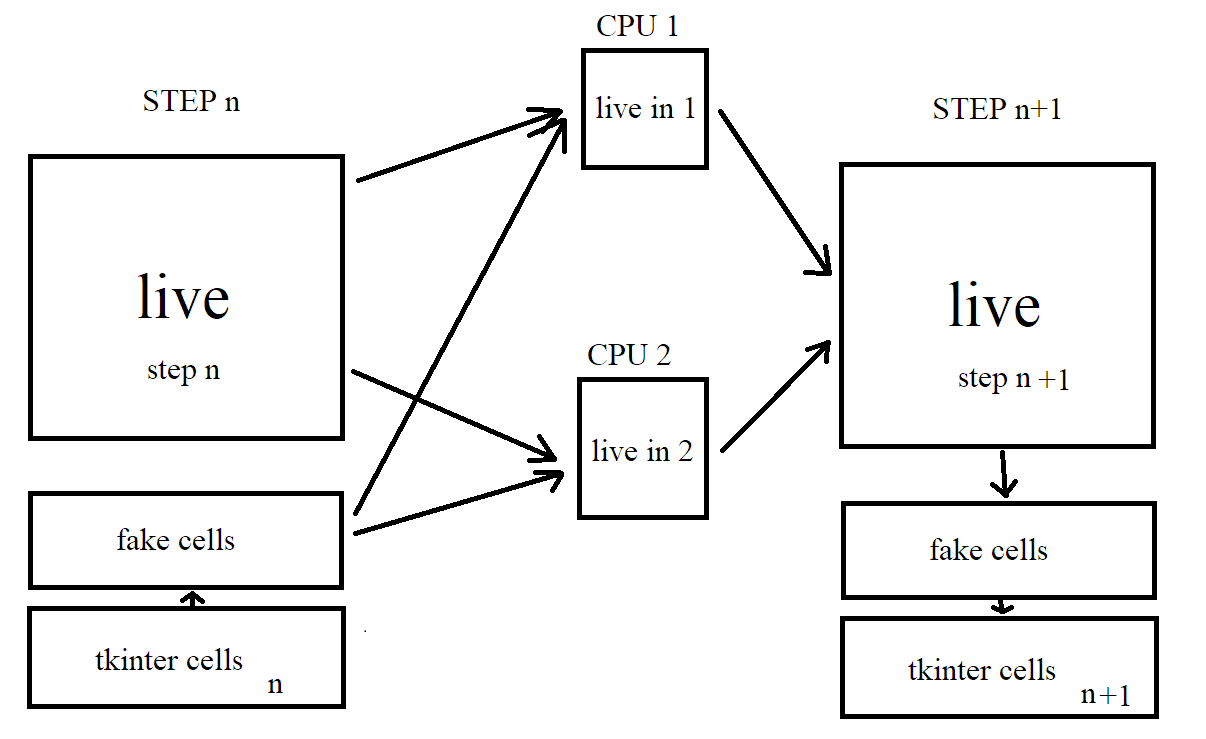 CPU 1
STEP n
live in 1
STEP n+1
live
step n
CPU 2
live in 2
live
step n +1
fake cells
fake cells
tkinter cells
n
tkinter cells
n+1